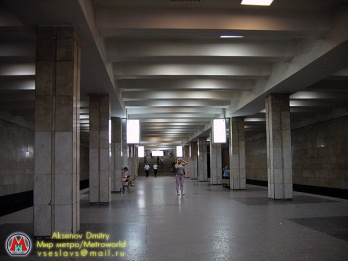 Aksenov Dmitry
Мир метро/Metroworld
vseslavs@mail.ru